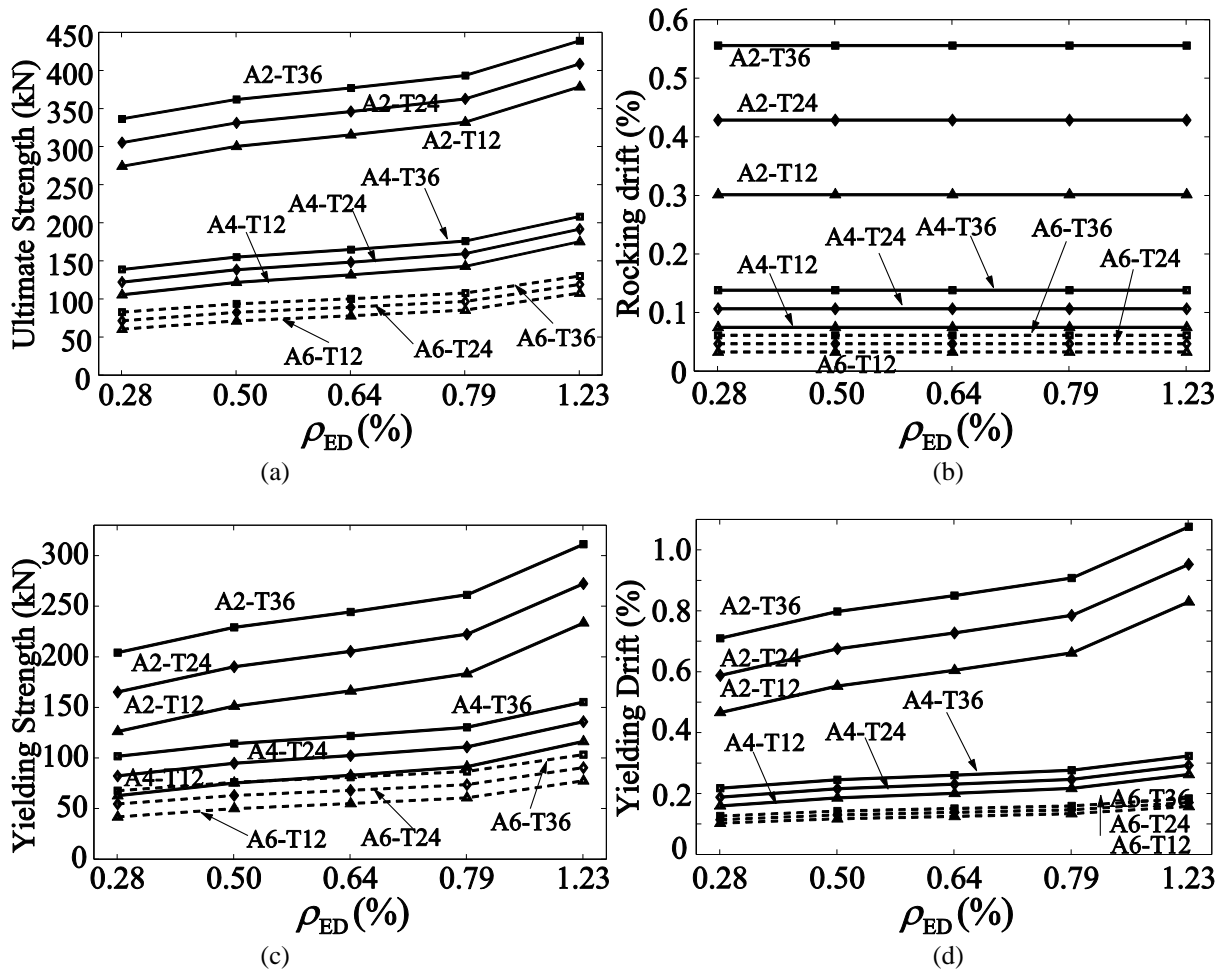 Ultimate Strength (kN)
450
400
350
300
250
200
150
100
50
0
A2-T36
A2-T24
A2-T12
A4-T36
A4-T24
A4-T12
A6-T12
A6-T24
A6-T36
0.28 0.50 0.64 0.79 1.23
ρED (%)
(a)
Rocking drift (%)
0.6
0.5
0.4
0.3
0.2
0.1
0
A2-T36
A2-T24
A2-T12
A4-T36
A6-T36
A4-T24
A6-T24
A4-T12
A6-T12
0.28 0.50 0.64 0.79 1.23
ρED (%)
(b)
Yielding Strength (kN)
300
250
200
150
100
50
0
A2-T36
A2-T24
A2-T12
A4-T36
A4-T24
A4-T12
A6-T12
A6-T24
A6-T36
0.28 0.50 0.64 0.79 1.23
ρED (%)
(c)
Yielding Drift (%)
1.0
0.8
0.6
0.4
0.2
0
A2-T36
A2-T24
A2-T12
A4-T36
A4-T24
A4-T12
A6-T36
A6-T24
A6-T12
0.28 0.50 0.64 0.79 1.23
ρED (%)
(d)